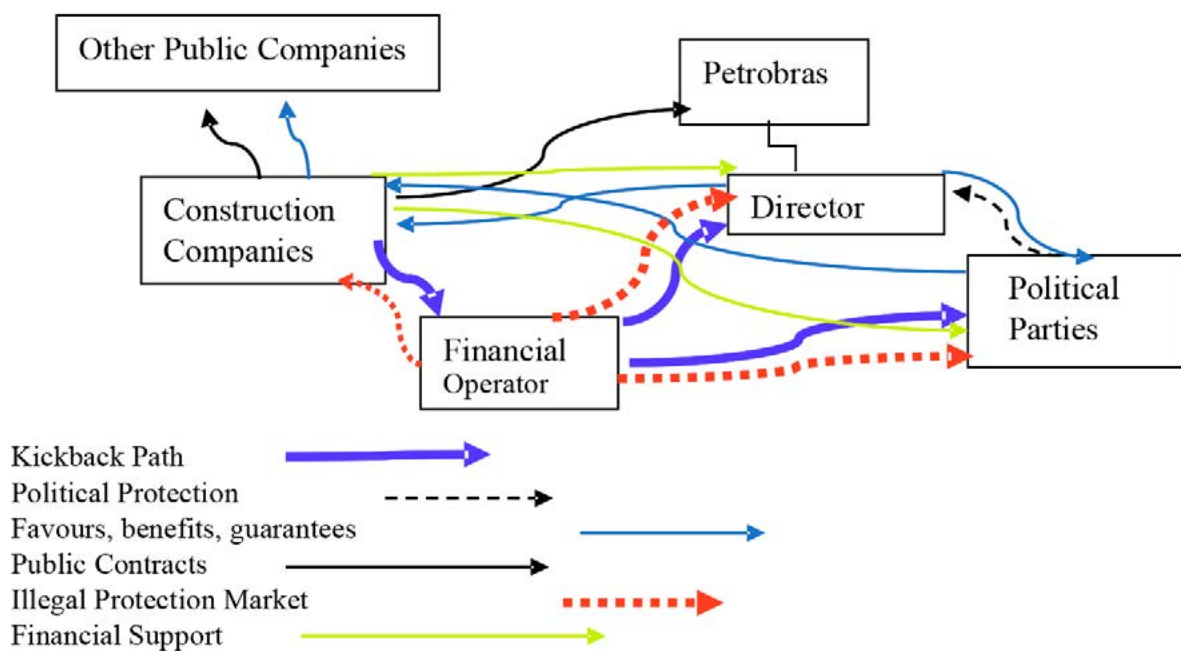 Other Public Companies
Petrobras
Construction
Companies
Director
Political
Parties
Financial
Operator
Kickback Path
Political Protection
Favours, benefits, guarantees
Public Contracts
Illegal Protection Market
Financial Support